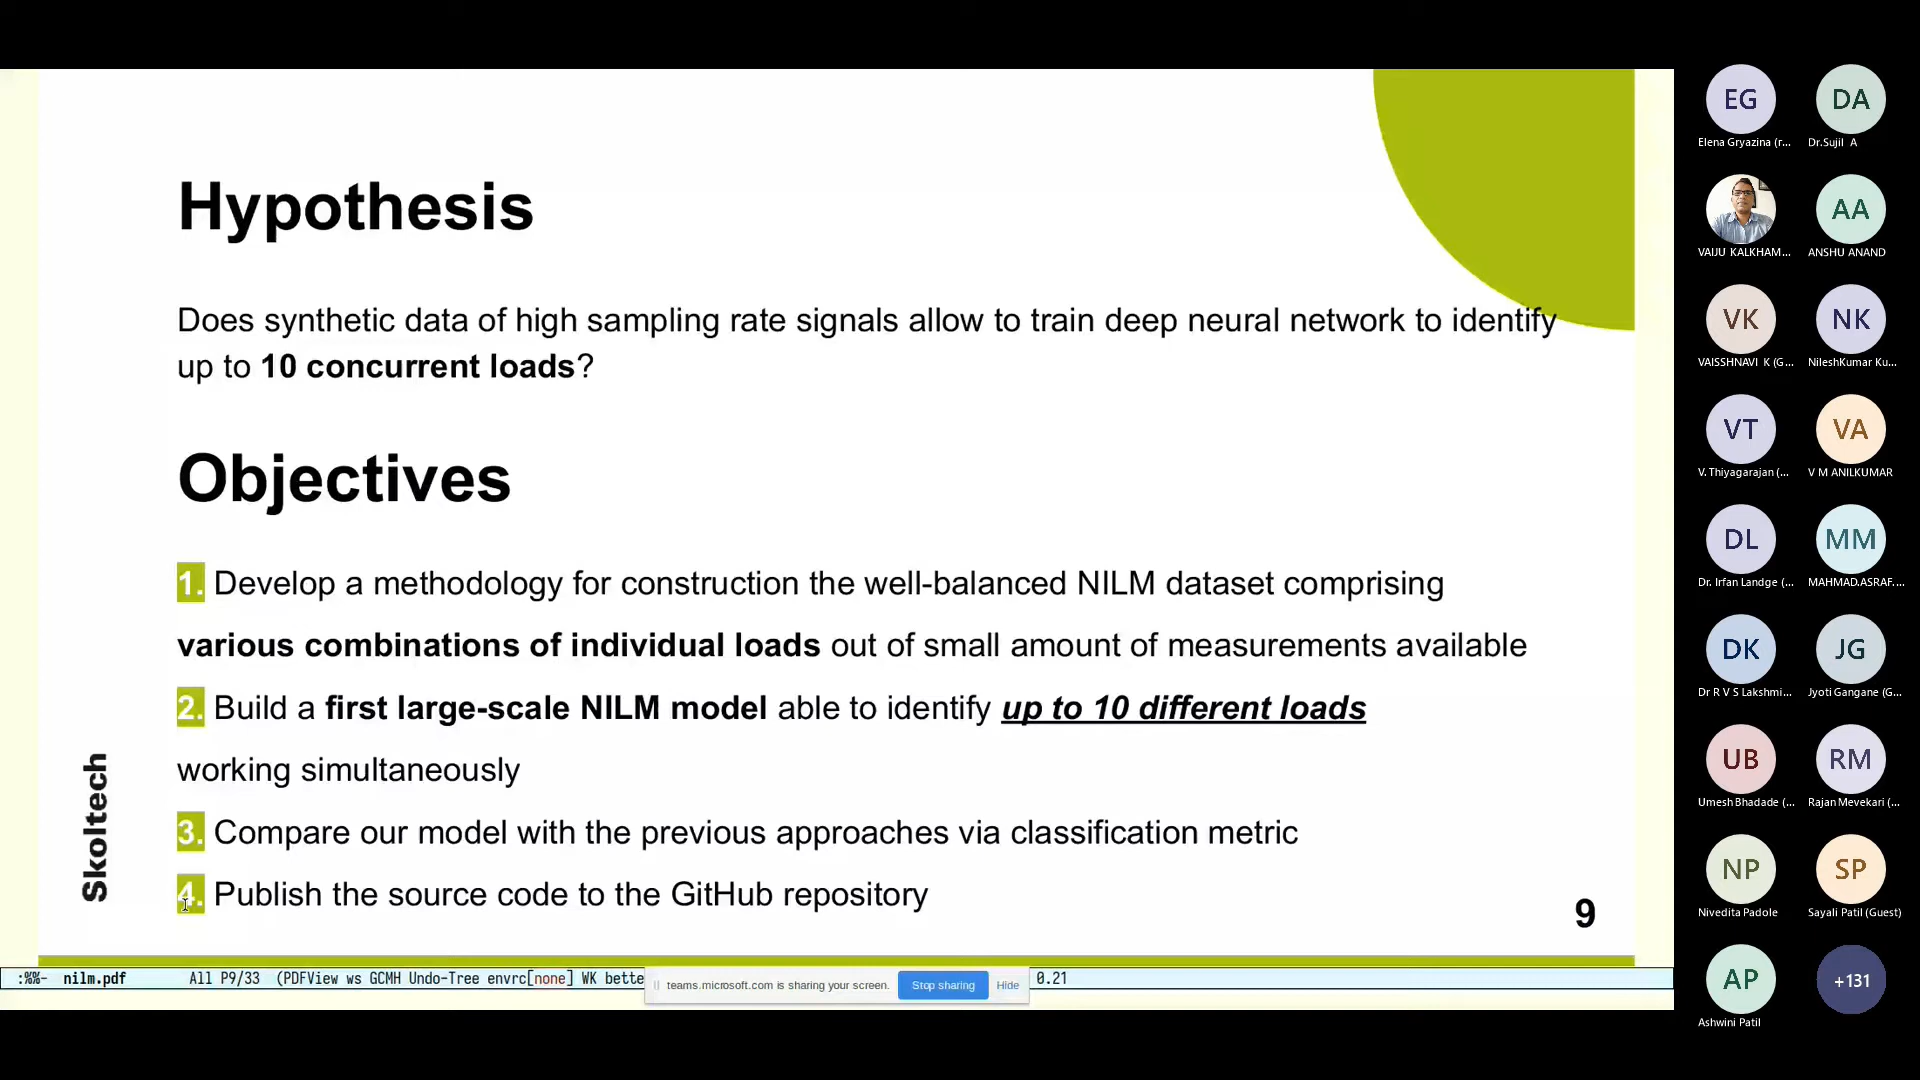 Hypothesis
Does synthetic data of high sampling rate signals allow to train deep neural network to identify
up to 10 concurrent loads?
Objectives
1. Develop a methodology for construction the well-balanced NILM dataset comprising
various combinations of individual loads out of small amount of measurements available
2. Build a first large-scale NILM model able to identify up to 10 different loads
working simultaneously
3. Compare our model with the previous approaches via classification metric
4. Publish the source code to the GitHub repository
Skoltech
9
:%%- nilm.pdf All P9/33 (PDFView ws GCMH Undo-Tree envrc[none] WK bette
teams.microsoft.com is sharing your screen. Stop sharing Hide
0.21
EG DA
Elena Gryazina (r... Dr.Sujil A
AA
VAIJU KALKHAM... ANSHU ANAND
VK NK
VAISSHNAVI K (G... NileshKumar Ku...
VT VA
V. Thiyagarajan (... V M ANILKUMAR
DL MM
Dr. Irfan Landge (... MAHMAD.ASRAF....
DK JG
Dr R V S Lakshmi... Jyoti Gangane (G...
UB RM
Umesh Bhadade (... Rajan Mevekari (...
NP SP
Nivedita Padole Sayali Patil (Guest)
AP +131
Ashwini Patil